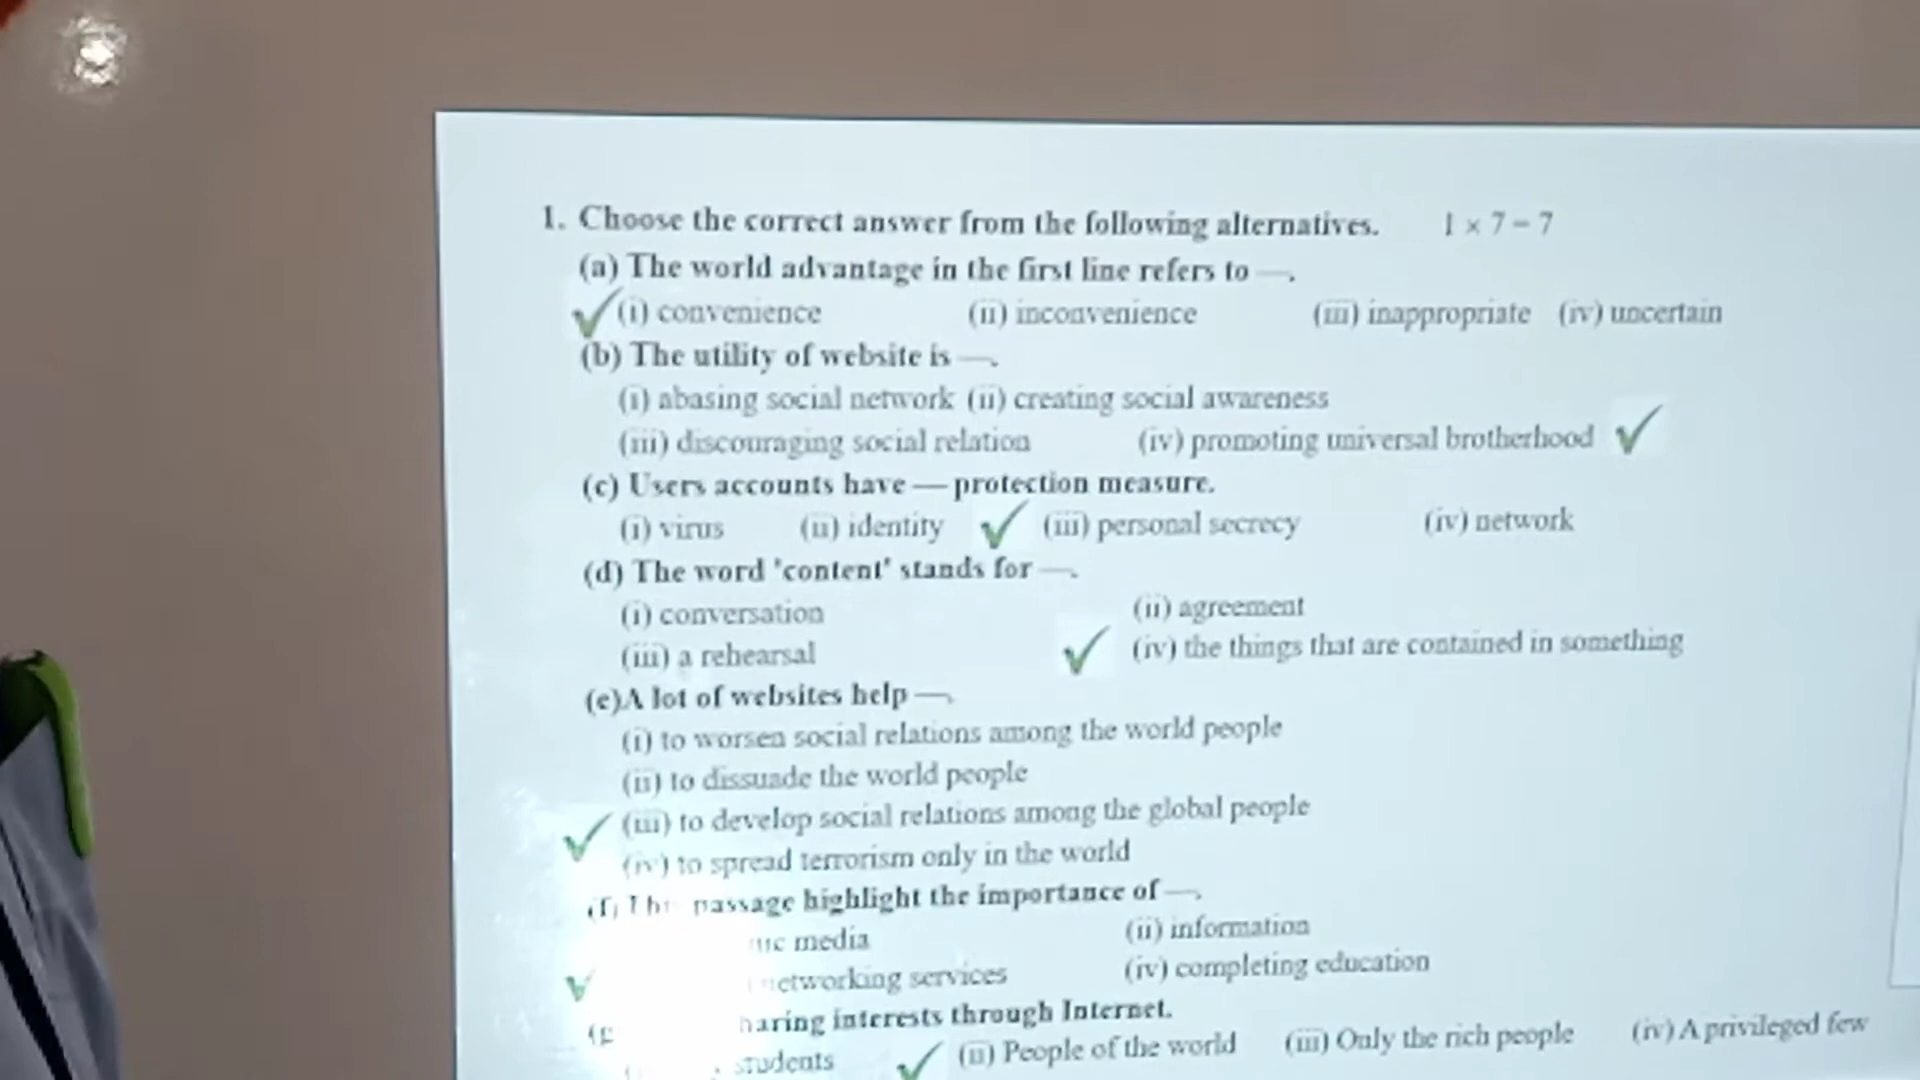 1. Choose the correct answer from the following alternatives. 1 × 7 - 7
(a) The world advantage in the first line refers to —.
(i) convenience (ii) inconvenience (iii) inappropriate (iv) uncertain
(b) The utility of website is —.
(i) abasing social network (ii) creating social awareness
(iii) discouraging social relation (iv) promoting universal brotherhood
(c) Users accounts have — protection measure.
(i) virus (ii) identity (iii) personal secrecy (iv) network
(d) The word 'content' stands for —.
(i) conversation (ii) agreement
(iii) a rehearsal (iv) the things that are contained in something
(e)A lot of websites help —.
(i) to worsen social relations among the world people
(ii) to dissuade the world people
(iii) to develop social relations among the global people
(iv) to spread terrorism only in the world
(f) passage highlight the importance of —.
media (ii) information
networking services (iv) completing education
interests through Internet.
students (ii) People of the world (iii) Only the rich people (iv) A privileged few